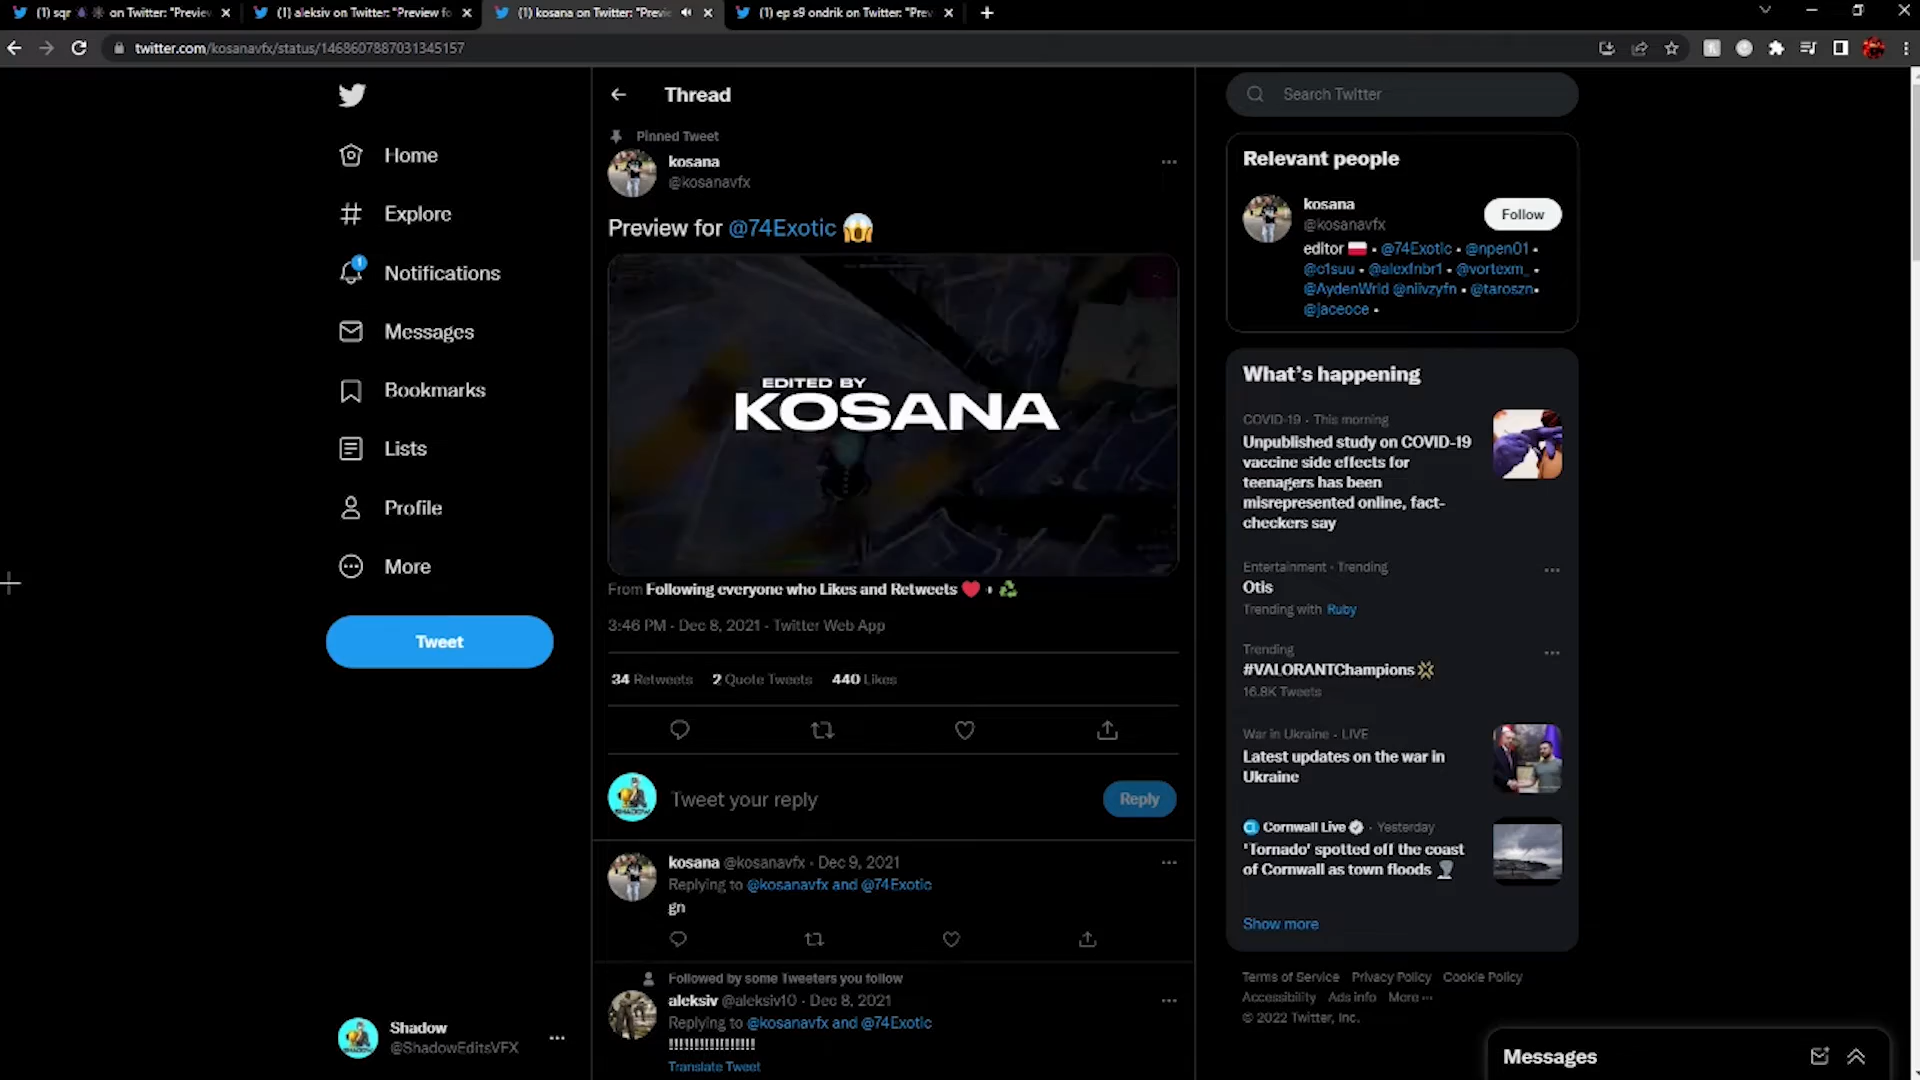 (1) sqr on Twitter: "Preview
(1) aleksiv on Twitter: "Preview fo
(1) kosana on Twitter: "Previe
(1) ep s9 ondrik on Twitter: "Prev
twitter.com/kosanavfx/status/1468607887031345157
Home
Explore
1
Notifications
Messages
Bookmarks
Lists
Profile
More
Tweet
Shadow
@ShadowEditsVFX
Thread
Pinned Tweet
kosana
@kosanavfx
Preview for @74Exotic 😱
EDITED BY
KOSANA
From Following everyone who Likes and Retweets ❤️ + ♻️
3:46 PM · Dec 8, 2021 · Twitter Web App
34 Retweets 2 Quote Tweets 440 Likes
Tweet your reply
Reply
kosana @kosanavfx · Dec 9, 2021
Replying to @kosanavfx and @74Exotic
gn
Followed by some Tweeters you follow
aleksiv @aleksiv10 · Dec 8, 2021
Replying to @kosanavfx and @74Exotic
!!!!!!!!!!!!!!!!!
Translate Tweet
Search Twitter
Relevant people
kosana
@kosanavfx
Follow
editor 🇵🇱 • @74Exotic • @npen01 •
@c1suu • @alexfnbr1 • @vortexm_ •
@AydenWrld @niivzyfn • @taroszn•
@jaceoce •
What's happening
COVID-19 · This morning
Unpublished study on COVID-19
vaccine side effects for
teenagers has been
misrepresented online, fact-
checkers say
Entertainment · Trending
Otis
Trending with Ruby
Trending
#VALORANTChampions
16.8K Tweets
War in Ukraine · LIVE
Latest updates on the war in
Ukraine
Cornwall Live · Yesterday
'Tornado' spotted off the coast
of Cornwall as town floods 🌪️
Show more
Terms of Service Privacy Policy Cookie Policy
Accessibility Ads info More ···
© 2022 Twitter, Inc.
Messages